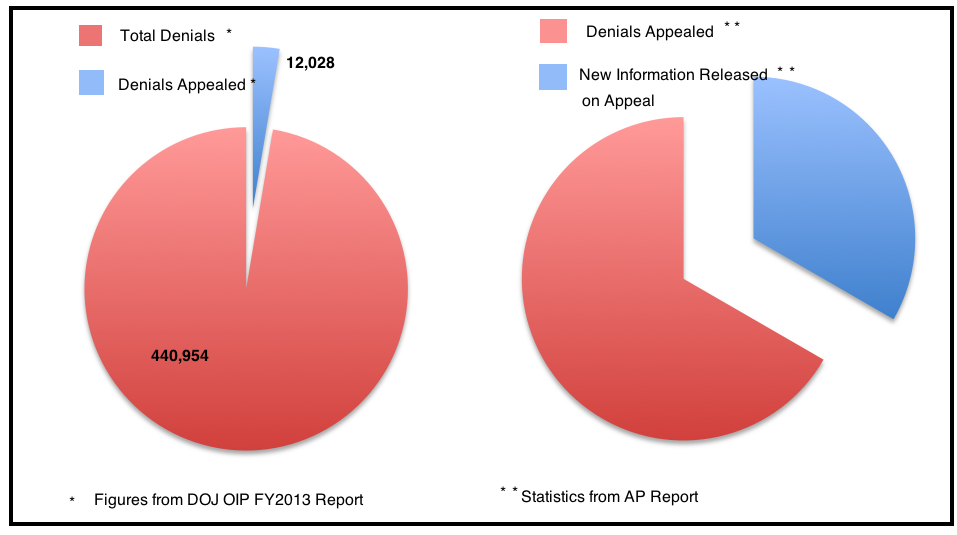 Total Denials *
Denials Appealed *
12,028
440,954
* Figures from DOJ OIP FY2013 Report
Denials Appealed * *
New Information Released * *
on Appeal
* * Statistics from AP Report